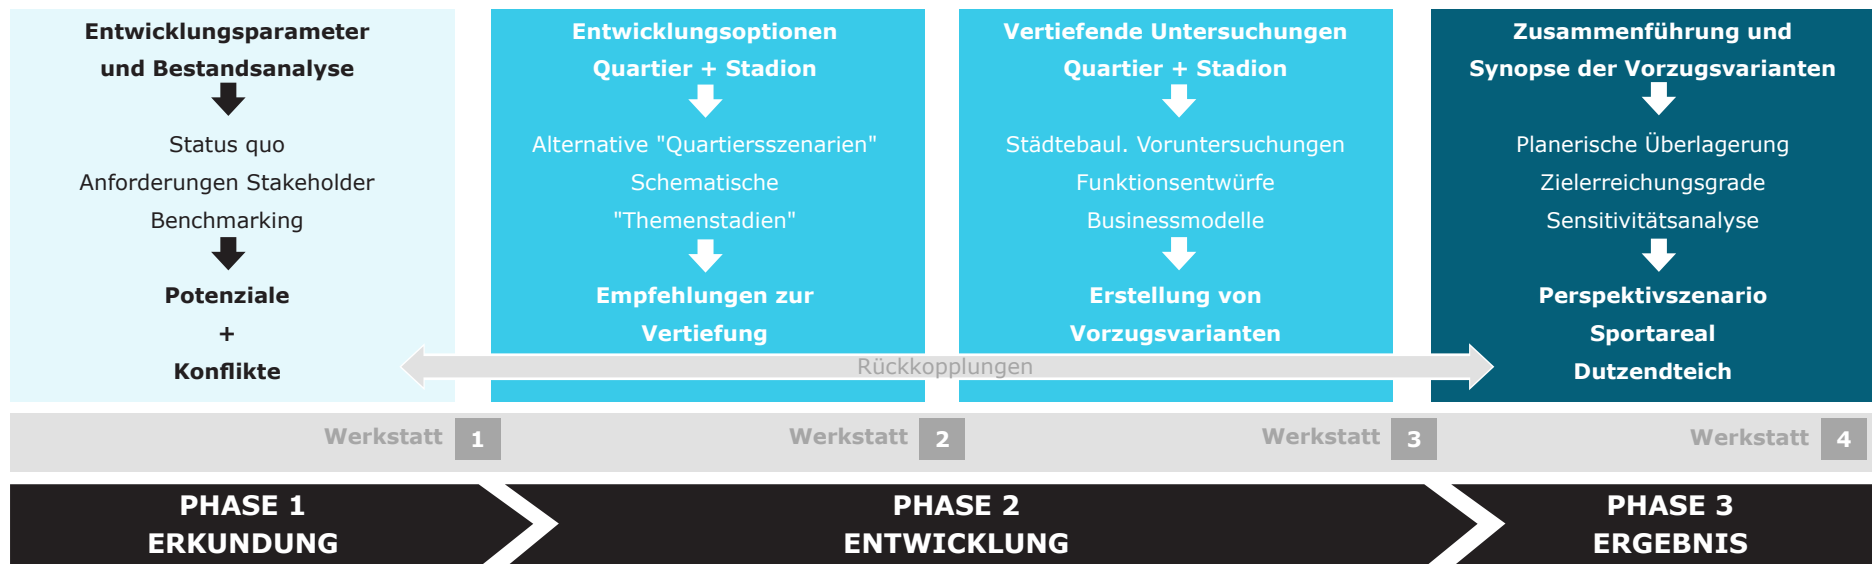 Entwicklungsparameter
und Bestandsanalyse
Status quo
Anforderungen Stakeholder
Benchmarking
Potenziale
+
Konflikte
Entwicklungsoptionen
Quartier + Stadion
Alternative "Quartiersszenarien"
Schematische
"Themenstadien"
Empfehlungen zur
Vertiefung
Vertiefende Untersuchungen
Quartier + Stadion
Städtebaul. Voruntersuchungen
Funktionsentwürfe
Businessmodelle
Erstellung von
Vorzugsvarianten
Zusammenführung und
Synopse der Vorzugsvarianten
Planerische Überlagerung
Zielerreichungsgrade
Sensitivitätsanalyse
Perspektivszenario
Sportareal
Dutzendteich
Rückkopplungen
Werkstatt 1
Werkstatt 2
Werkstatt 3
Werkstatt 4
PHASE 1
ERKUNDUNG
PHASE 2
ENTWICKLUNG
PHASE 3
ERGEBNIS